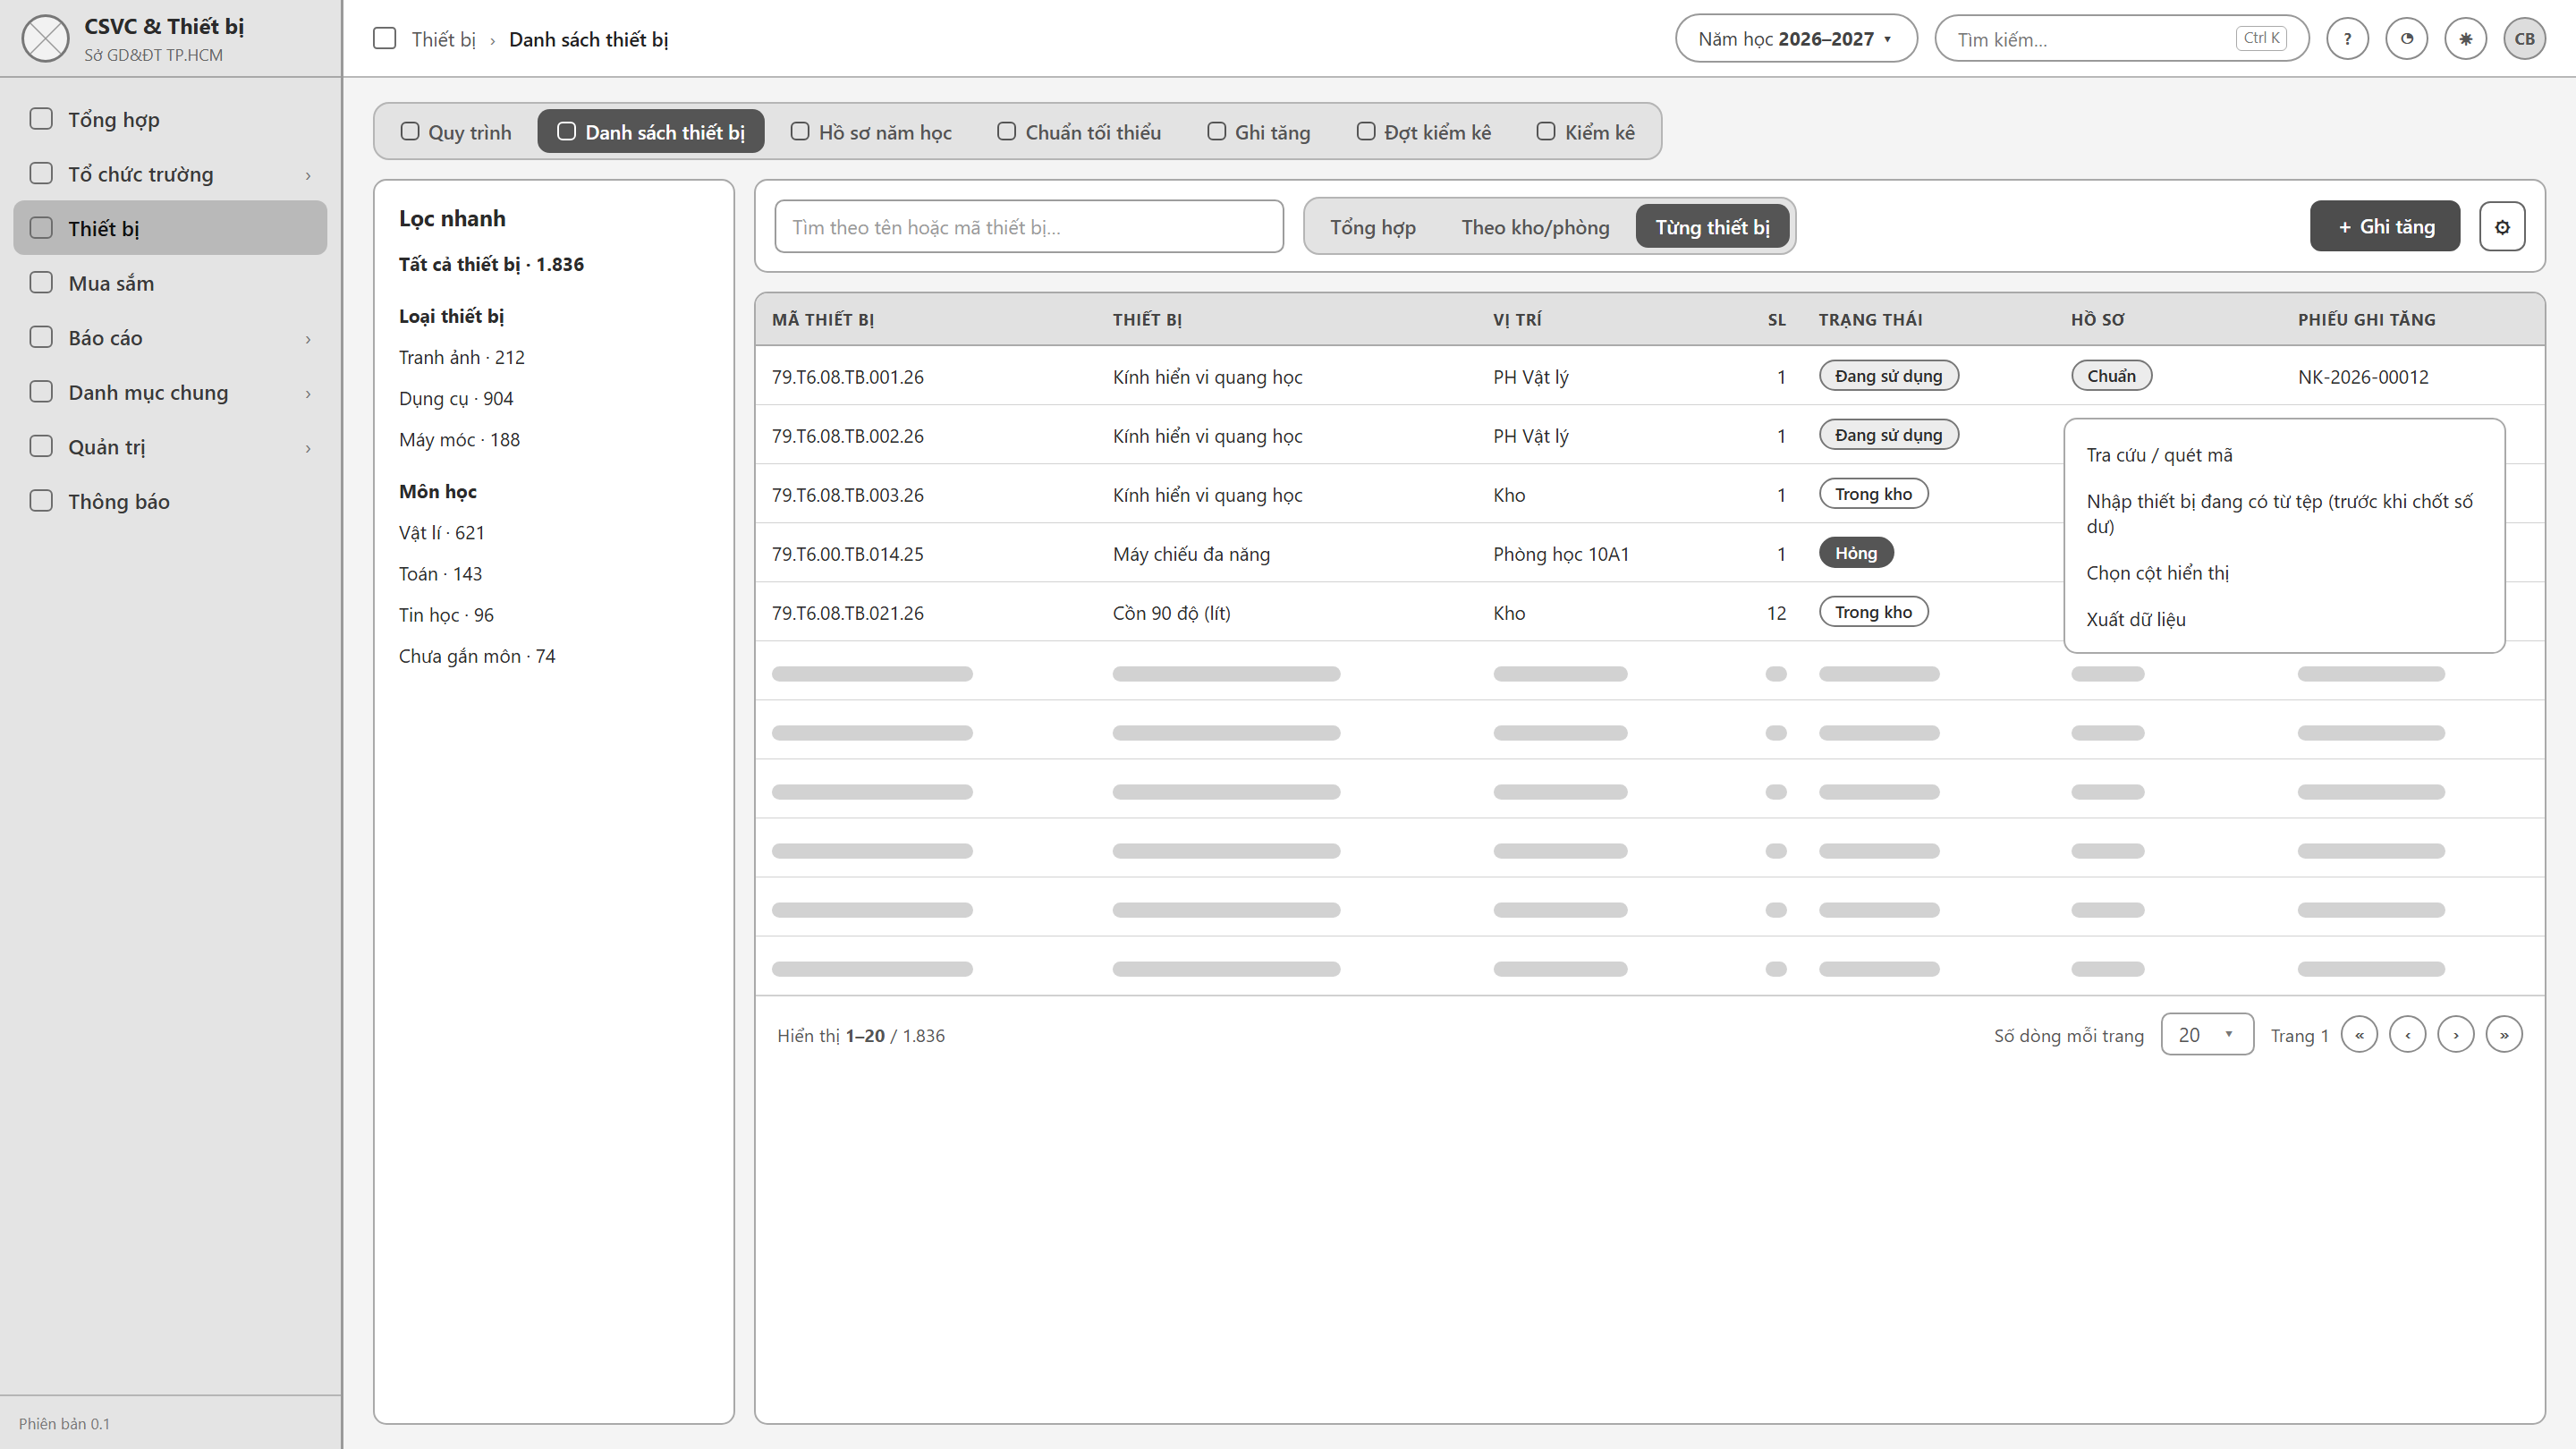 CSVC & Thiết bị
Sở GD&ĐT TP.HCM
Tổng hợp
Tổ chức trường
Thiết bị
Mua sắm
Báo cáo
Danh mục chung
Quản trị
Thông báo
Phiên bản 0.1
Thiết bị › Danh sách thiết bị
Năm học 2026–2027 ▾
Tìm kiếm... Ctrl K
? CB
Quy trình Danh sách thiết bị Hồ sơ năm học Chuẩn tối thiểu Ghi tăng Đợt kiểm kê Kiểm kê
Lọc nhanh
Tất cả thiết bị · 1.836
Loại thiết bị
Tranh ảnh · 212
Dụng cụ · 904
Máy móc · 188
Môn học
Vật lí · 621
Toán · 143
Tin học · 96
Chưa gắn môn · 74
Tìm theo tên hoặc mã thiết bị...
Tổng hợp Theo kho/phòng Từng thiết bị
+ Ghi tăng
MÃ THIẾT BỊ THIẾT BỊ VỊ TRÍ SL TRẠNG THÁI HỒ SƠ PHIẾU GHI TĂNG
79.T6.08.TB.001.26 Kính hiển vi quang học PH Vật lý 1 Đang sử dụng Chuẩn NK-2026-00012
79.T6.08.TB.002.26 Kính hiển vi quang học PH Vật lý 1 Đang sử dụng
79.T6.08.TB.003.26 Kính hiển vi quang học Kho 1 Trong kho
79.T6.00.TB.014.25 Máy chiếu đa năng Phòng học 10A1 1 Hỏng
79.T6.08.TB.021.26 Cồn 90 độ (lít) Kho 12 Trong kho
Tra cứu / quét mã
Nhập thiết bị đang có từ tệp (trước khi chốt số
dư)
Chọn cột hiển thị
Xuất dữ liệu
Hiển thị 1–20 / 1.836
Số dòng mỗi trang 20 ▾ Trang 1 « ‹ › »